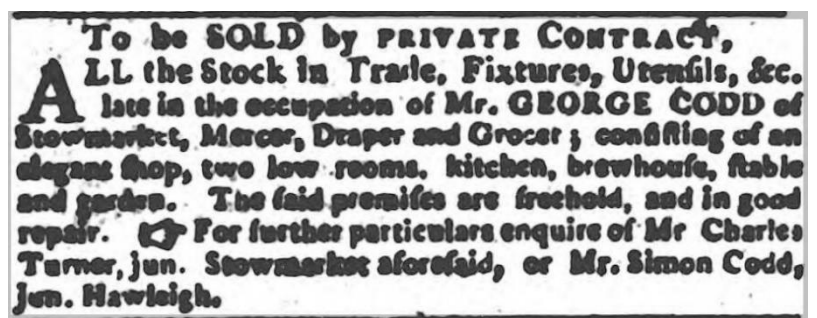 To be SOLD by PRIVATE CONTRACT,
ALL the Stock in Trade, Fixtures, Utenſils, &c.
late in the occupation of Mr. GEORGE CODD of
Stowmarket, Mercer, Draper and Grocer; conſiſting of an
elegant ſhop, two low rooms. kitchen, brewhouſe, ſtable
and garden. The ſaid premiſes are freehold, and in good
repair. ☞ For further particulars enquire of Mr Charles
Turner, jun. Stowmarket aforeſaid, or Mr. Simon Codd,
jun. Hawleigh.